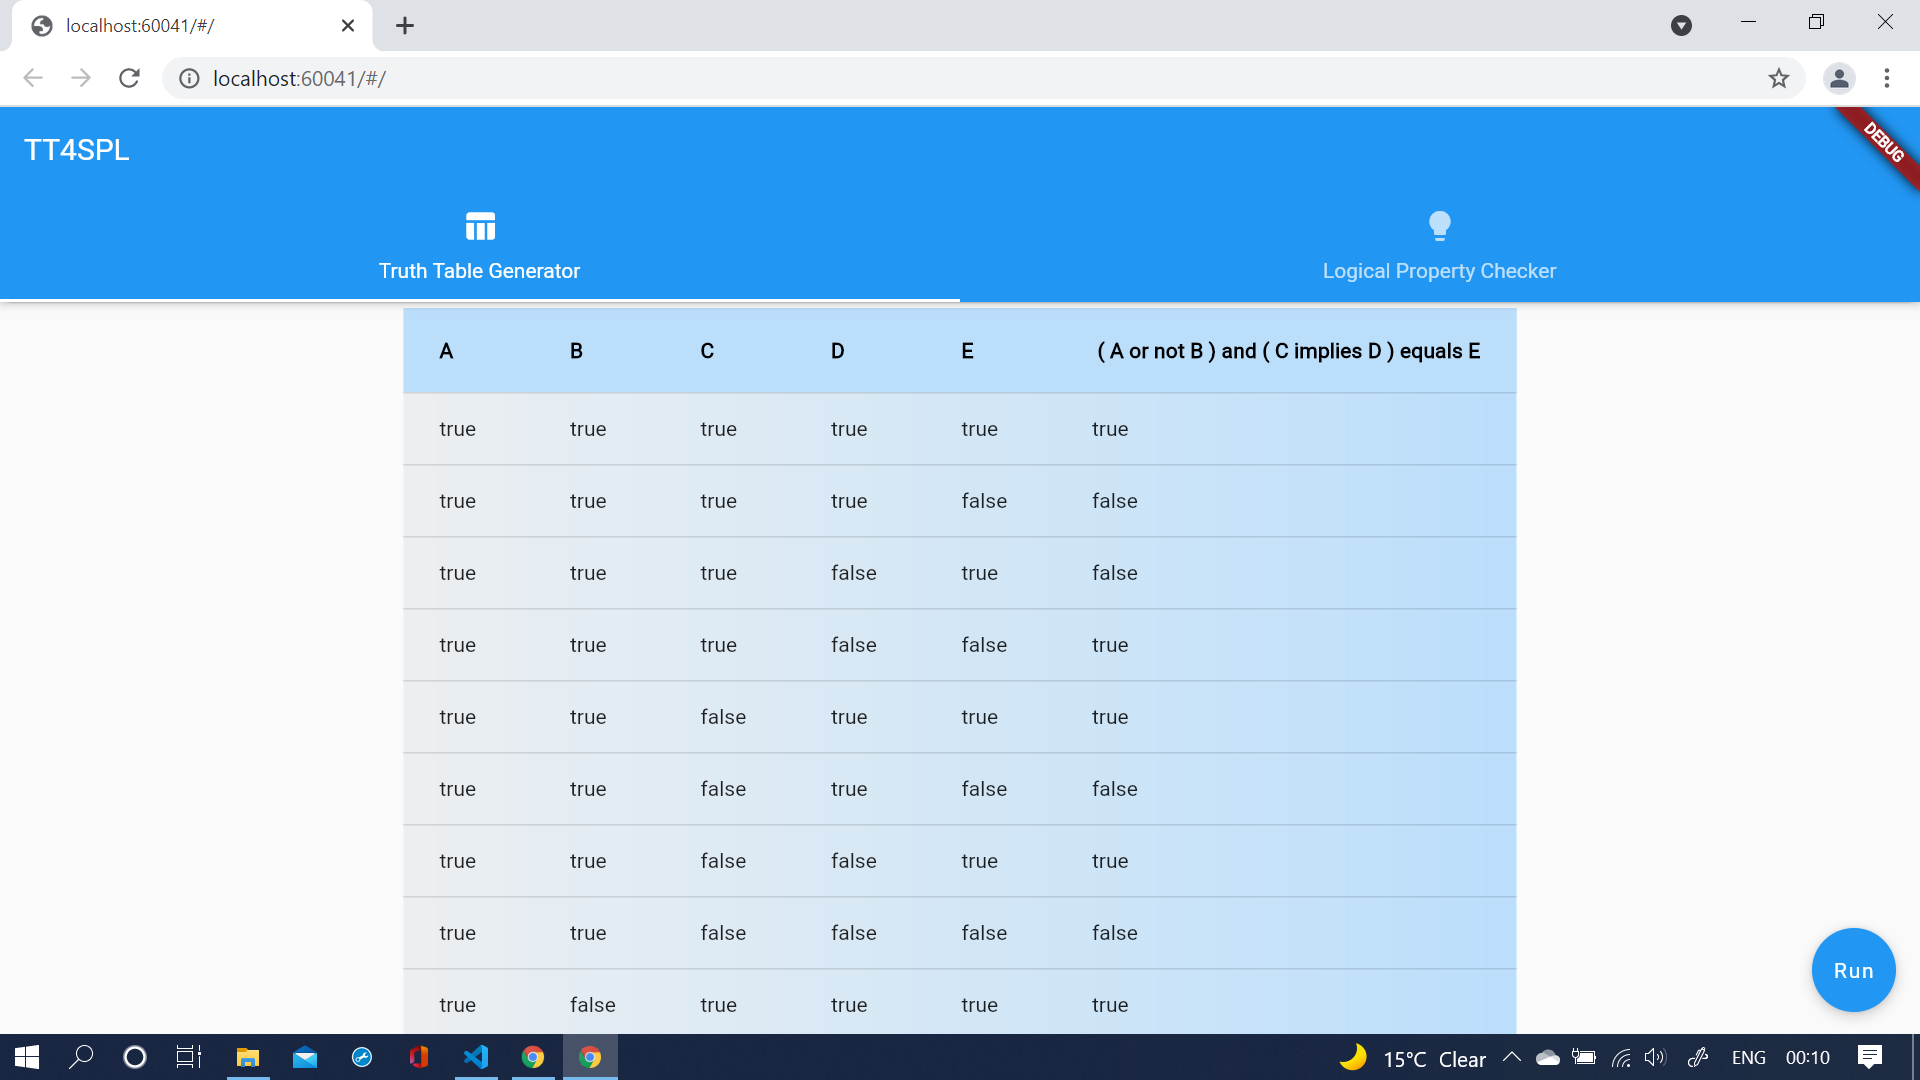 localhost:60041/#/
localhost:60041/#/
DEBUG
TT4SPL
Truth Table Generator
Logical Property Checker
A B C D E ( A or not B ) and ( C implies D ) equals E
true true true true true true
true true true true false false
true true true false true false
true true true false false true
true true false true true true
true true false true false false
true true false false true true
true true false false false false
true false true true true true
Run
15°C Clear ENG 00:10